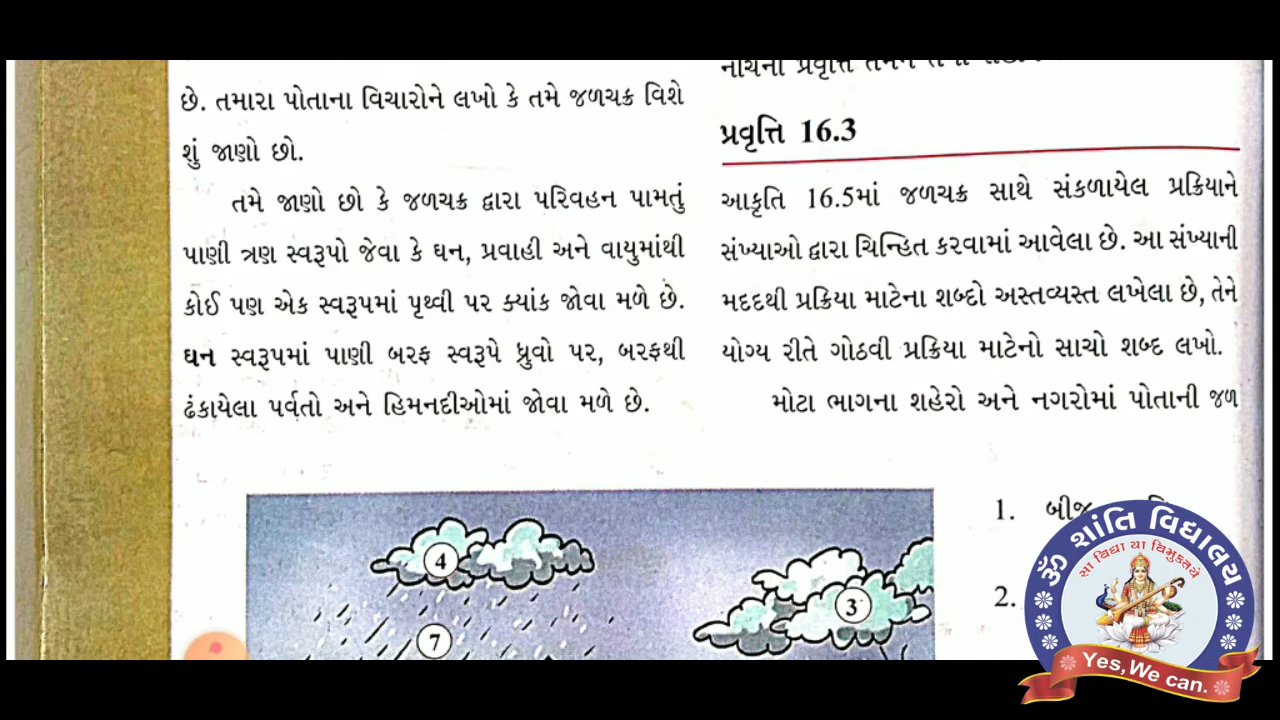 છે. તમારા પોતાના વિચારોને લખો કે તમે જળચક્ર વિશે
શું જાણો છો.
તમે જાણો છો કે જળચક્ર દ્વારા પરિવહન પામતું
પાણી ત્રણ સ્વરૂપો જેવા કે ઘન, પ્રવાહી અને વાયુમાંથી
કોઈ પણ એક સ્વરૂપમાં પૃથ્વી પર ક્યાંક જોવા મળે છે.
ઘન સ્વરૂપમાં પાણી બરફ સ્વરૂપે ધ્રુવો પર, બરફથી
ઢંકાયેલા પર્વતો અને હિમનદીઓમાં જોવા મળે છે.
પ્રવૃત્તિ 16.3
આકૃતિ 16.5માં જળચક્ર સાથે સંકળાયેલ પ્રક્રિયાને
સંખ્યાઓ દ્વારા ચિન્હિત કરવામાં આવેલા છે. આ સંખ્યાની
મદદથી પ્રક્રિયા માટેના શબ્દો અસ્તવ્યસ્ત લખેલા છે, તેને
યોગ્ય રીતે ગોઠવી પ્રક્રિયા માટેનો સાચો શબ્દ લખો.
મોટા ભાગના શહેરો અને નગરોમાં પોતાની જળ
4
7
3
1.
2.
ૐ શાંતિ વિદ્યાલય
સા વિદ્યા યા વિમુક્તયે
Yes, We can.